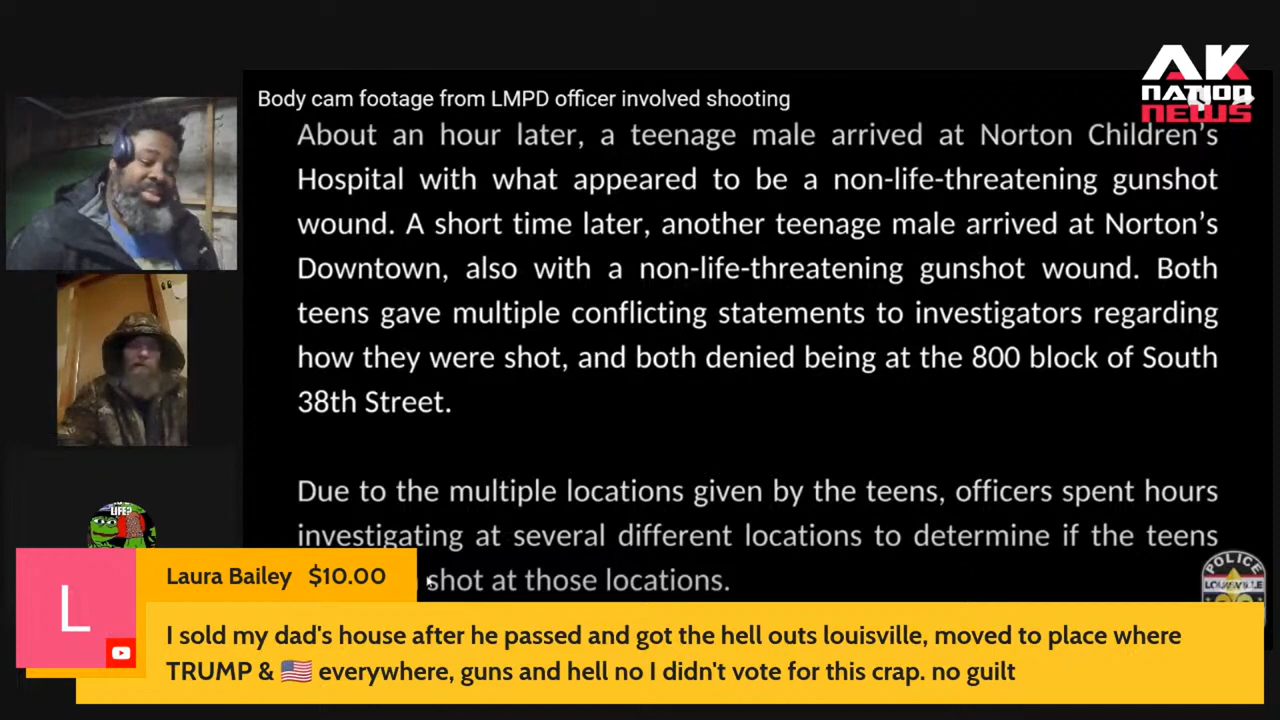 AK
NATION
NEWS
Body cam footage from LMPD officer involved shooting
About an hour later, a teenage male arrived at Norton Children’s
Hospital with what appeared to be a non-life-threatening gunshot
wound. A short time later, another teenage male arrived at Norton’s
Downtown, also with a non-life-threatening gunshot wound. Both
teens gave multiple conflicting statements to investigators regarding
how they were shot, and both denied being at the 800 block of South
38th Street.
Due to the multiple locations given by the teens, officers spent hours
investigating at several different locations to determine if the teens
shot at those locations.
LIFE?
POLICE
LOUISVILLE
L
Laura Bailey $10.00
I sold my dad's house after he passed and got the hell outs louisville, moved to place where
TRUMP & 🇺🇸 everywhere, guns and hell no I didn't vote for this crap. no guilt